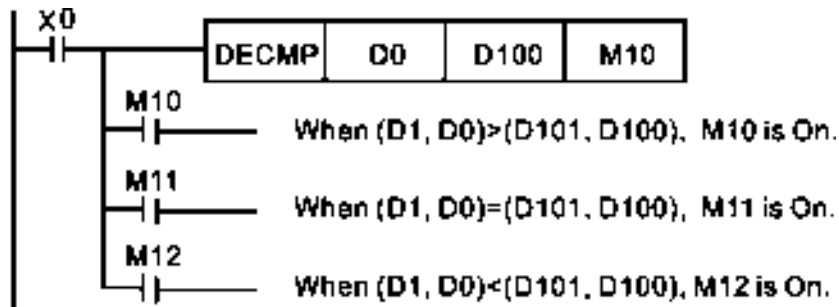 X0
DECMP D0 D100 M10
M10
When (D1, D0)>(D101, D100), M10 is On.
M11
When (D1, D0)=(D101, D100), M11 is On.
M12
When (D1, D0)<(D101, D100), M12 is On.